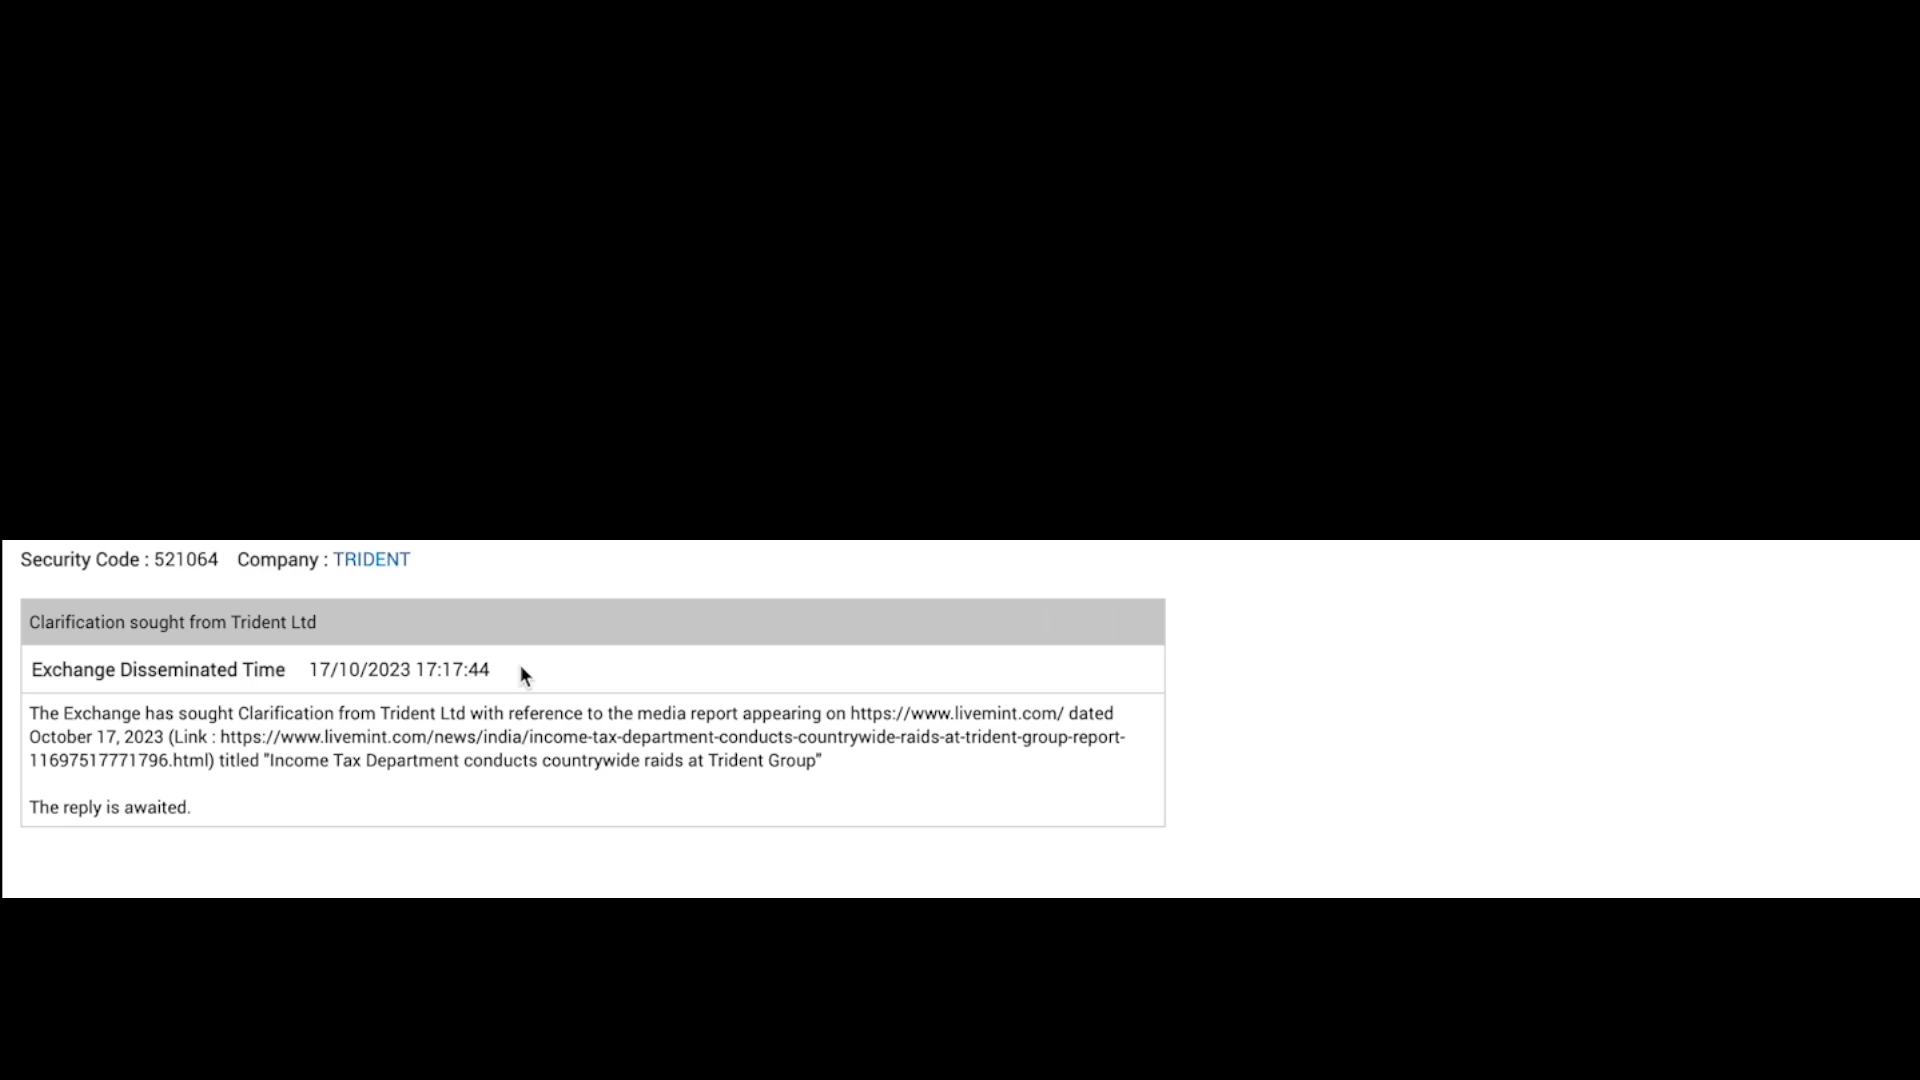 Security Code : 521064 Company : TRIDENT
Clarification sought from Trident Ltd
Exchange Disseminated Time 17/10/2023 17:17:44
The Exchange has sought Clarification from Trident Ltd with reference to the media report appearing on https://www.livemint.com/ dated
October 17, 2023 (Link : https://www.livemint.com/news/india/income-tax-department-conducts-countrywide-raids-at-trident-group-report-
11697517771796.html) titled "Income Tax Department conducts countrywide raids at Trident Group"
The reply is awaited.